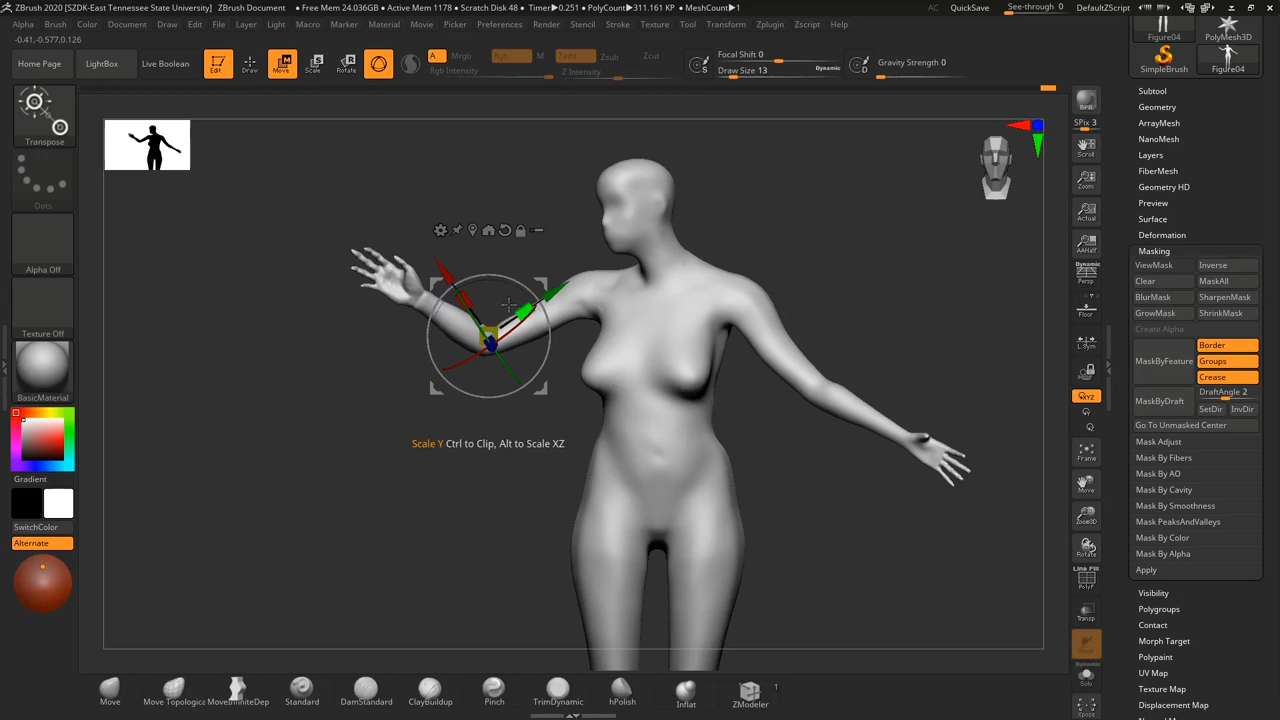 ZBrush 2020 [SZDK-East Tennessee State University] ZBrush Document • Free Mem 24.036GB • Active Mem 1178 • Scratch Disk 48 • Timer▶0.251 • PolyCount▶311.161 KP • MeshCount▶1 AC QuickSave See-through 0 DefaultZScript
Alpha Brush Color Document Draw Edit File Layer Light Macro Marker Material Movie Picker Preferences Render Stencil Stroke Texture Tool Transform Zplugin Zscript Help
-0.41,-0.577,0.126
Home Page LightBox Live Boolean Edit Draw Move Scale Rotate
A Mrgb Rgb M Zadd Zsub Zcut
Rgb Intensity Z Intensity
Focal Shift 0
Draw Size 13 Dynamic
Gravity Strength 0
S D
Transpose
Dots
Alpha Off
Texture Off
BasicMaterial
Gradient
SwitchColor
Alternate
Scale Y Ctrl to Clip, Alt to Scale XZ
Move Move Topologic MoveInfiniteDep Standard DamStandard ClayBuildup Pinch TrimDynamic hPolish Inflat ZModeler
1
BPR
SPix 3
Scroll
Zoom
Actual
AAHalf
Dynamic
Persp
Floor
L.Sym
XYZ
Frame
Move
Zoom3D
Rotate
Line Fill
PolyF
Transp
Dynamic
Solo
Xpose
Figure04 PolyMesh3D
SimpleBrush Figure04
Subtool
Geometry
ArrayMesh
NanoMesh
Layers
FiberMesh
Geometry HD
Preview
Surface
Deformation
Masking
ViewMask Inverse
Clear MaskAll
BlurMask SharpenMask
GrowMask ShrinkMask
Create Alpha
MaskByFeature Border
Groups
Crease
MaskByDraft DraftAngle 2
SetDir InvDir
Go To Unmasked Center
Mask Adjust
Mask By Fibers
Mask By AO
Mask By Cavity
Mask By Smoothness
Mask PeaksAndValleys
Mask By Color
Mask By Alpha
Apply
Visibility
Polygroups
Contact
Morph Target
Polypaint
UV Map
Texture Map
Displacement Map